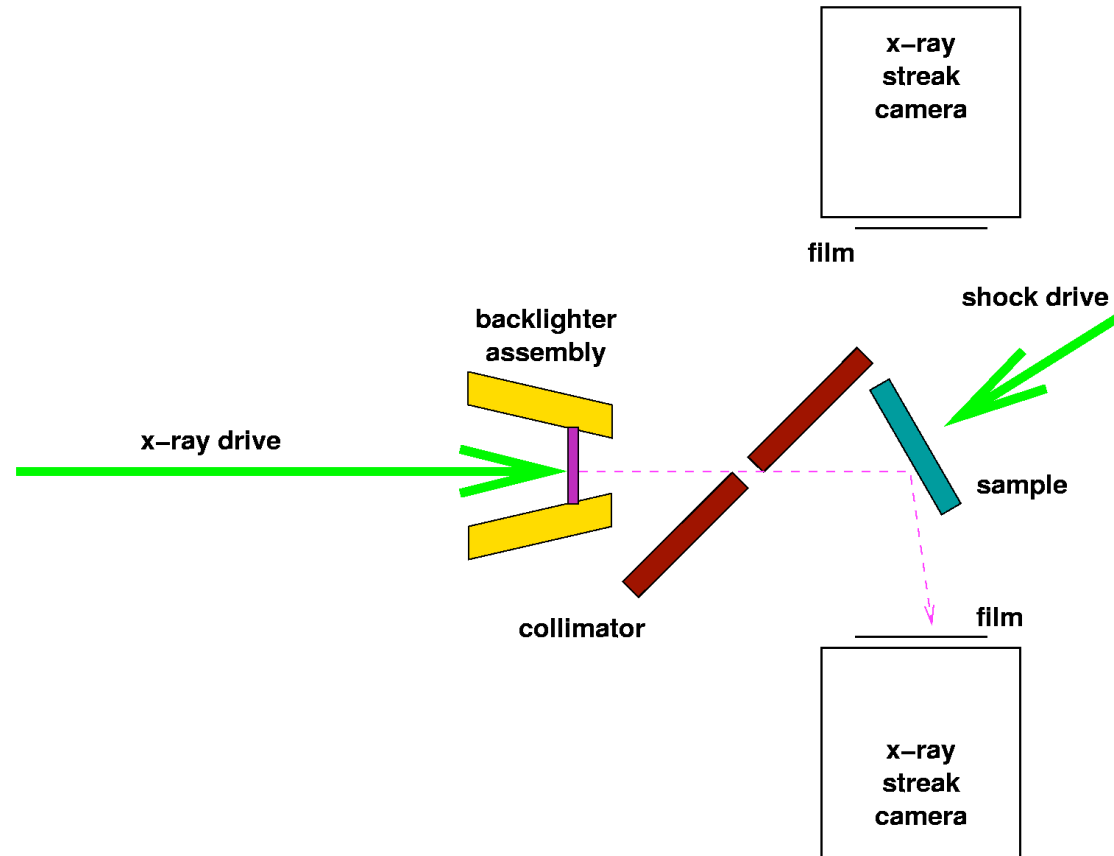 x−ray
streak
camera
film
shock drive
backlighter
assembly
x−ray drive
sample
film
collimator
x−ray
streak
camera